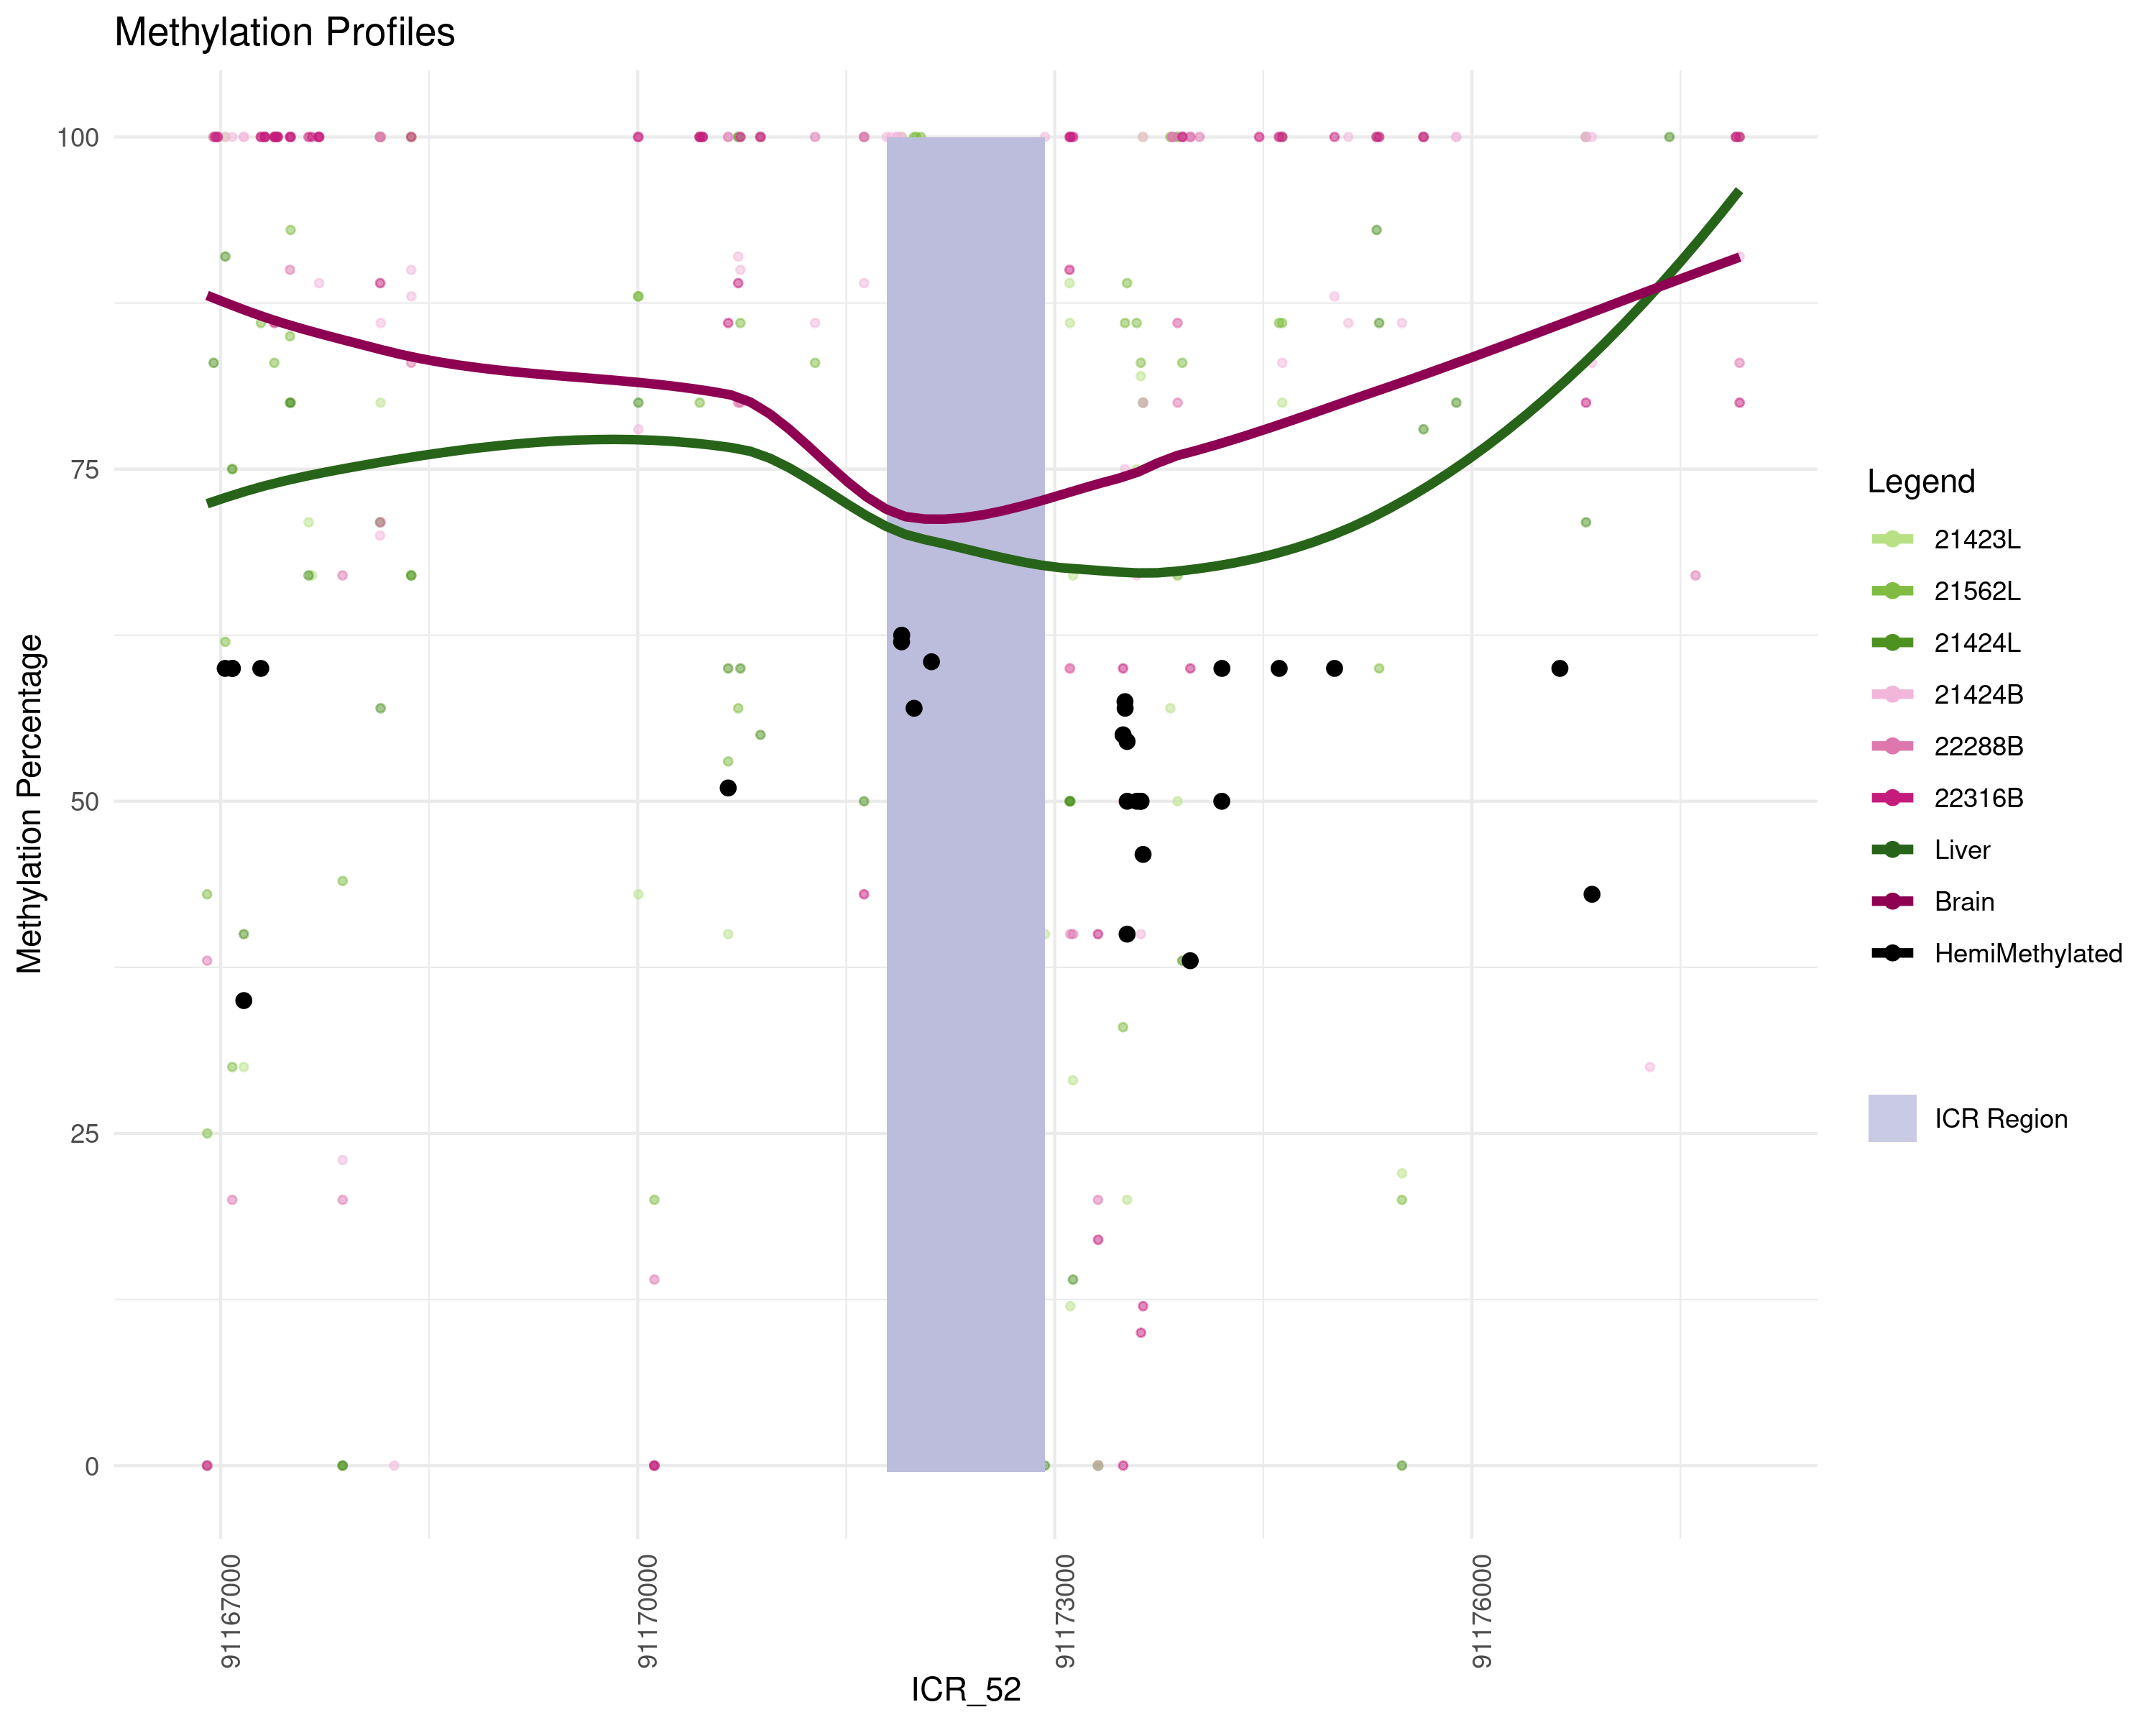 Methylation Profiles
Methylation Percentage
100
75
50
25
0
91167000
91170000
91173000
91176000
ICR_52
Legend
21423L
21562L
21424L
21424B
22288B
22316B
Liver
Brain
HemiMethylated
ICR Region